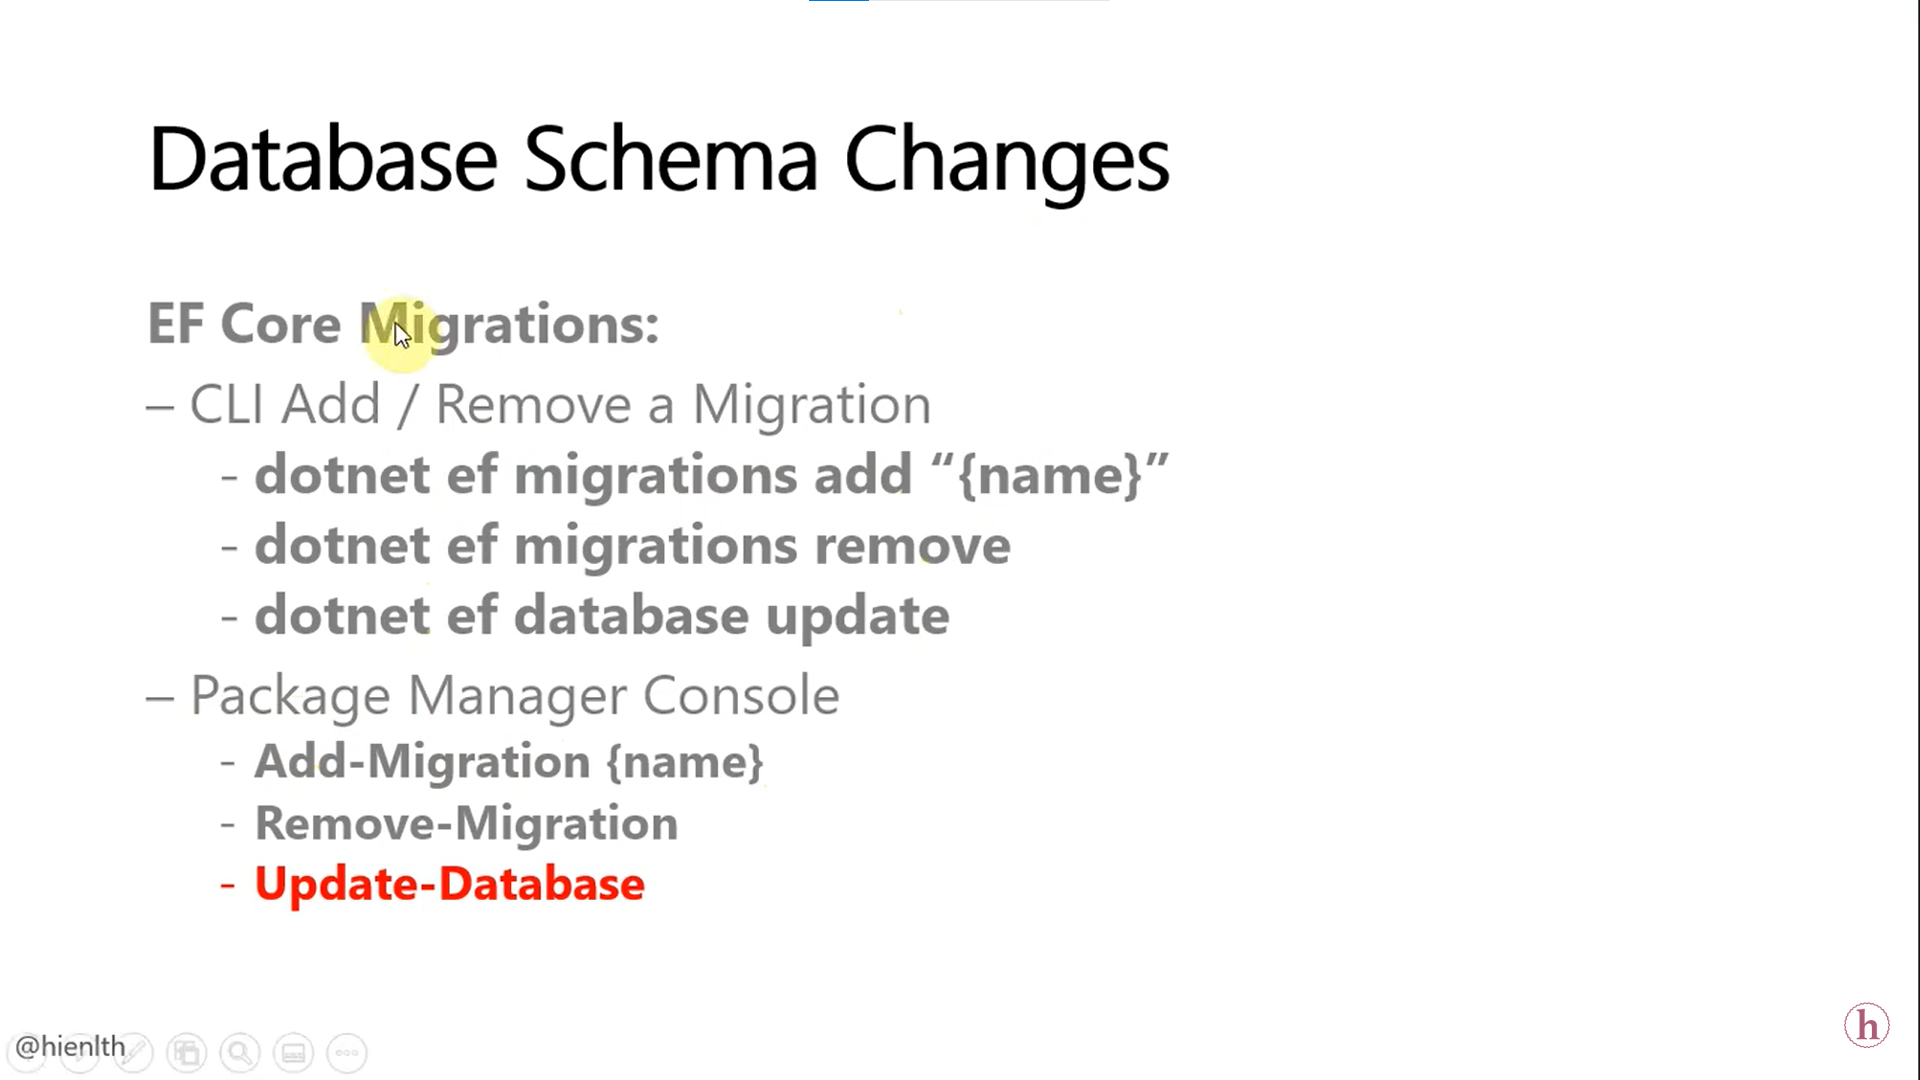 Database Schema Changes
EF Core Migrations:
– CLI Add / Remove a Migration
- dotnet ef migrations add “{name}”
- dotnet ef migrations remove
- dotnet ef database update
– Package Manager Console
- Add-Migration {name}
- Remove-Migration
- Update-Database
@hienlth
h